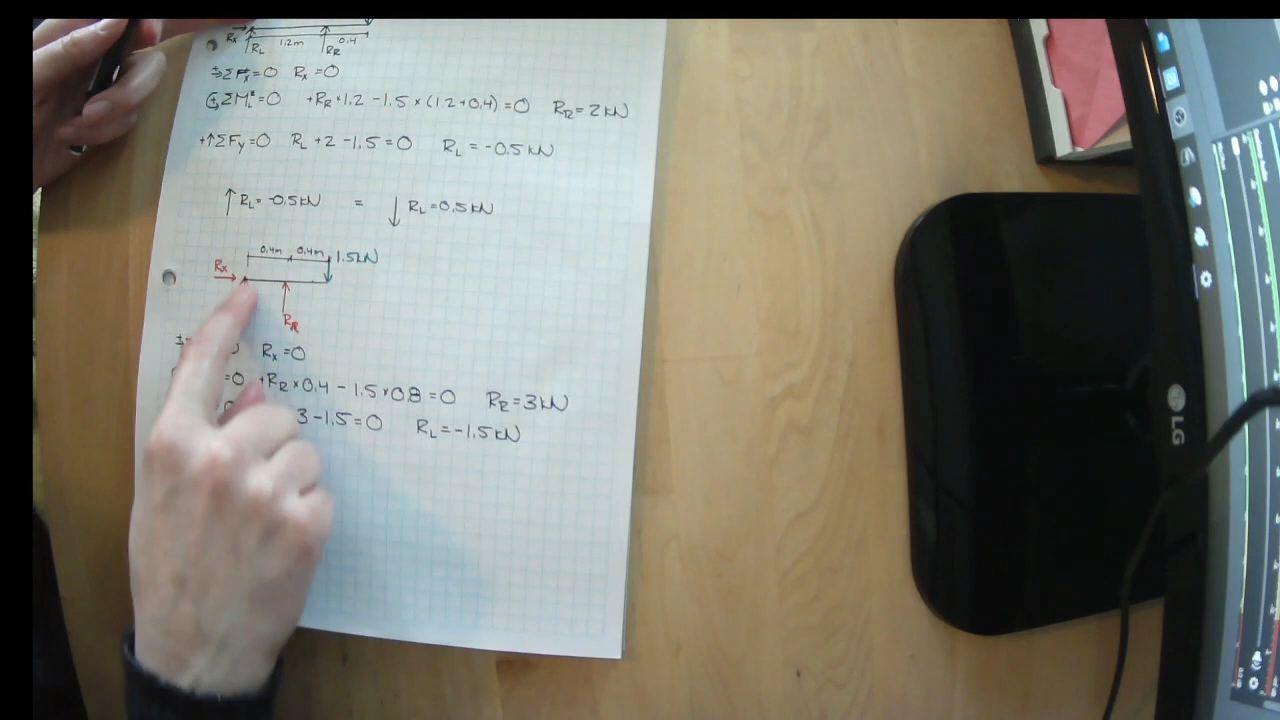 Rx RL 1.2m RR 0.4
ΣFx=0 Rx=0
ΣML=0 +RR×1.2 -1.5×(1.2+0.4)=0 RR=2kN
+↑ΣFy=0 RL+2-1.5=0 RL=-0.5kN
↑RL=-0.5kN = ↓RL=0.5kN
0.4m 0.4m 1.5kN
Rx
RR
Rx=0
=0 +RR×0.4-1.5×0.8=0 RR=3kN
3-1.5=0 RL=-1.5kN
LG